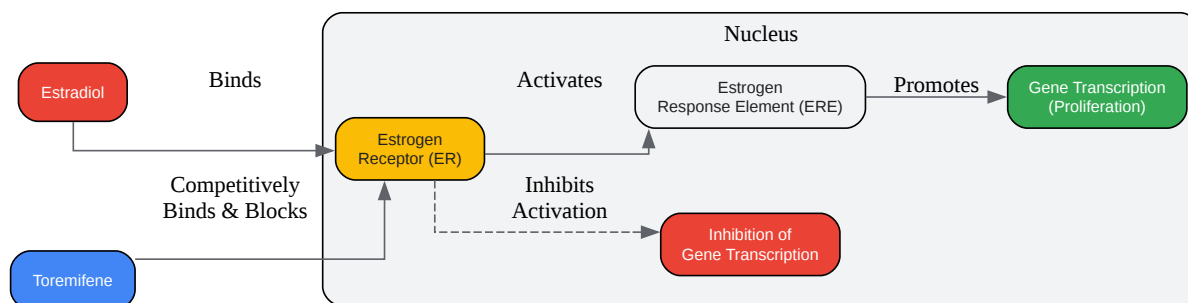 Nucleus
Binds
Activates
Estradiol
Estrogen
Response Element (ERE)
Promotes
Gene Transcription
(Proliferation)
Estrogen
Receptor (ER)
Competitively
Binds & Blocks
Inhibits
Activation
Inhibition of
Gene Transcription
Toremifene